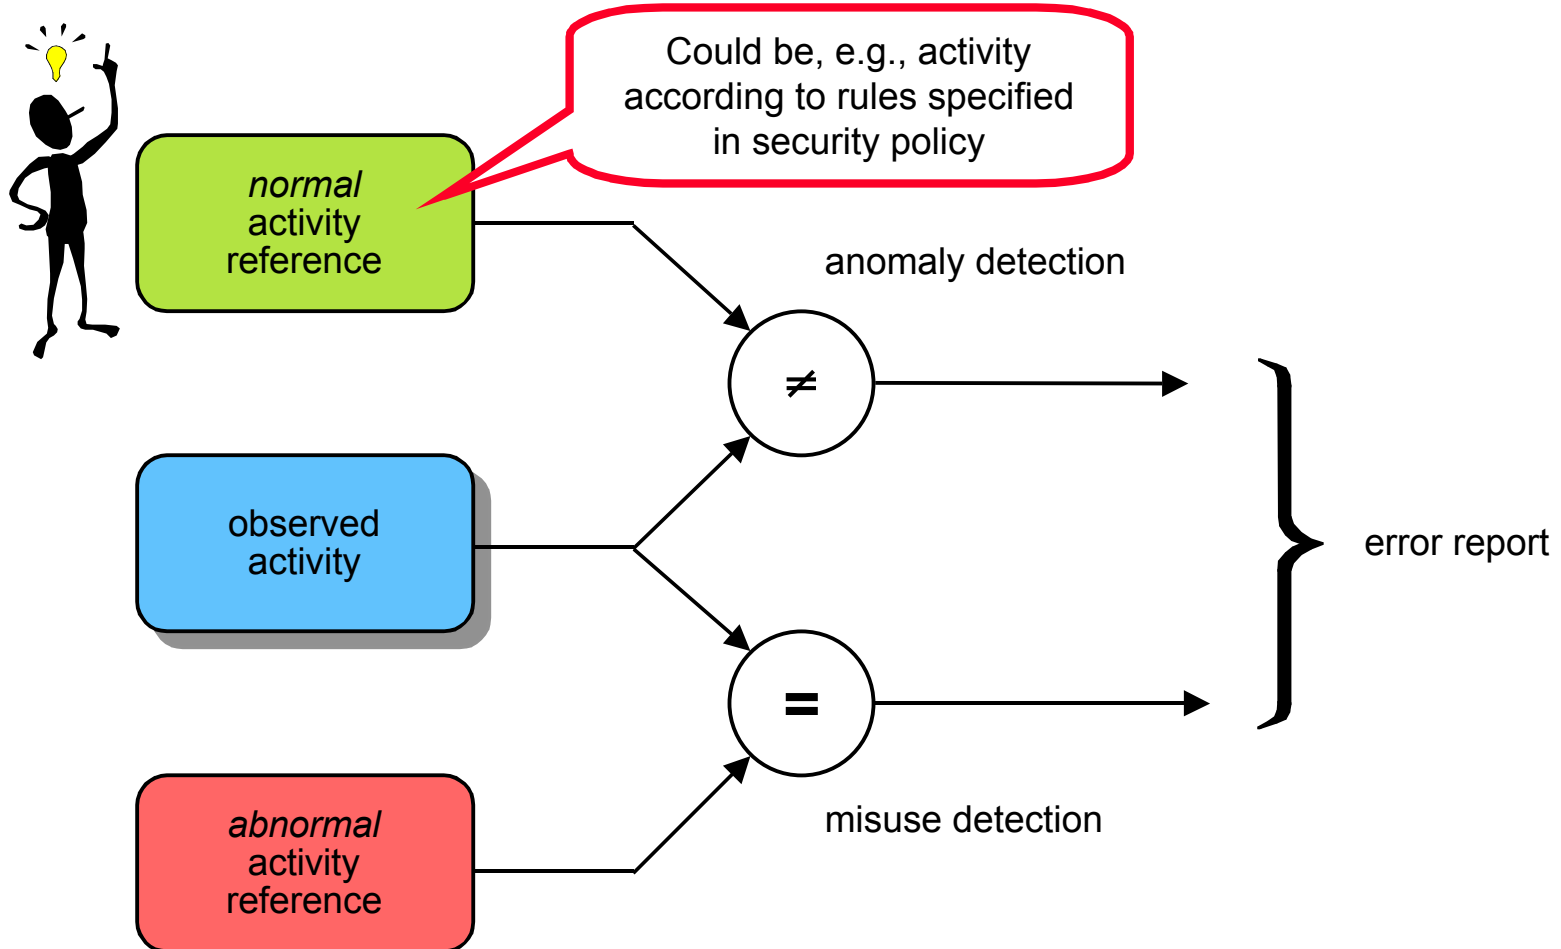 Could be, e.g., activity
according to rules specified
in security policy
normal
activity
reference
anomaly detection
≠
observed
activity
error report
=
misuse detection
abnormal
activity
reference